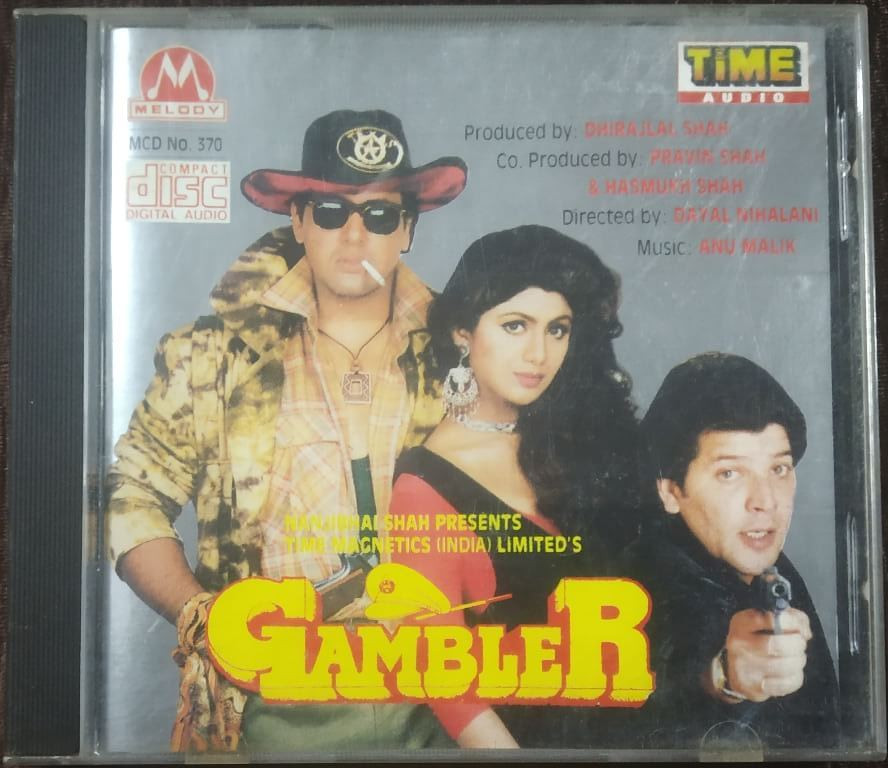 MELODY
MCD No. 370
COMPACT
disc
DIGITAL AUDIO
TIME
AUDIO
Produced by: DHIRAJLAL SHAH
Co. Produced by: PRAVIN SHAH
& HASMUKH SHAH
Directed by: DAYAL NIHALANI
Music: ANU MALIK
NANJIBHAI SHAH PRESENTS
TIME MAGNETICS (INDIA) LIMITED'S
GAMBLER